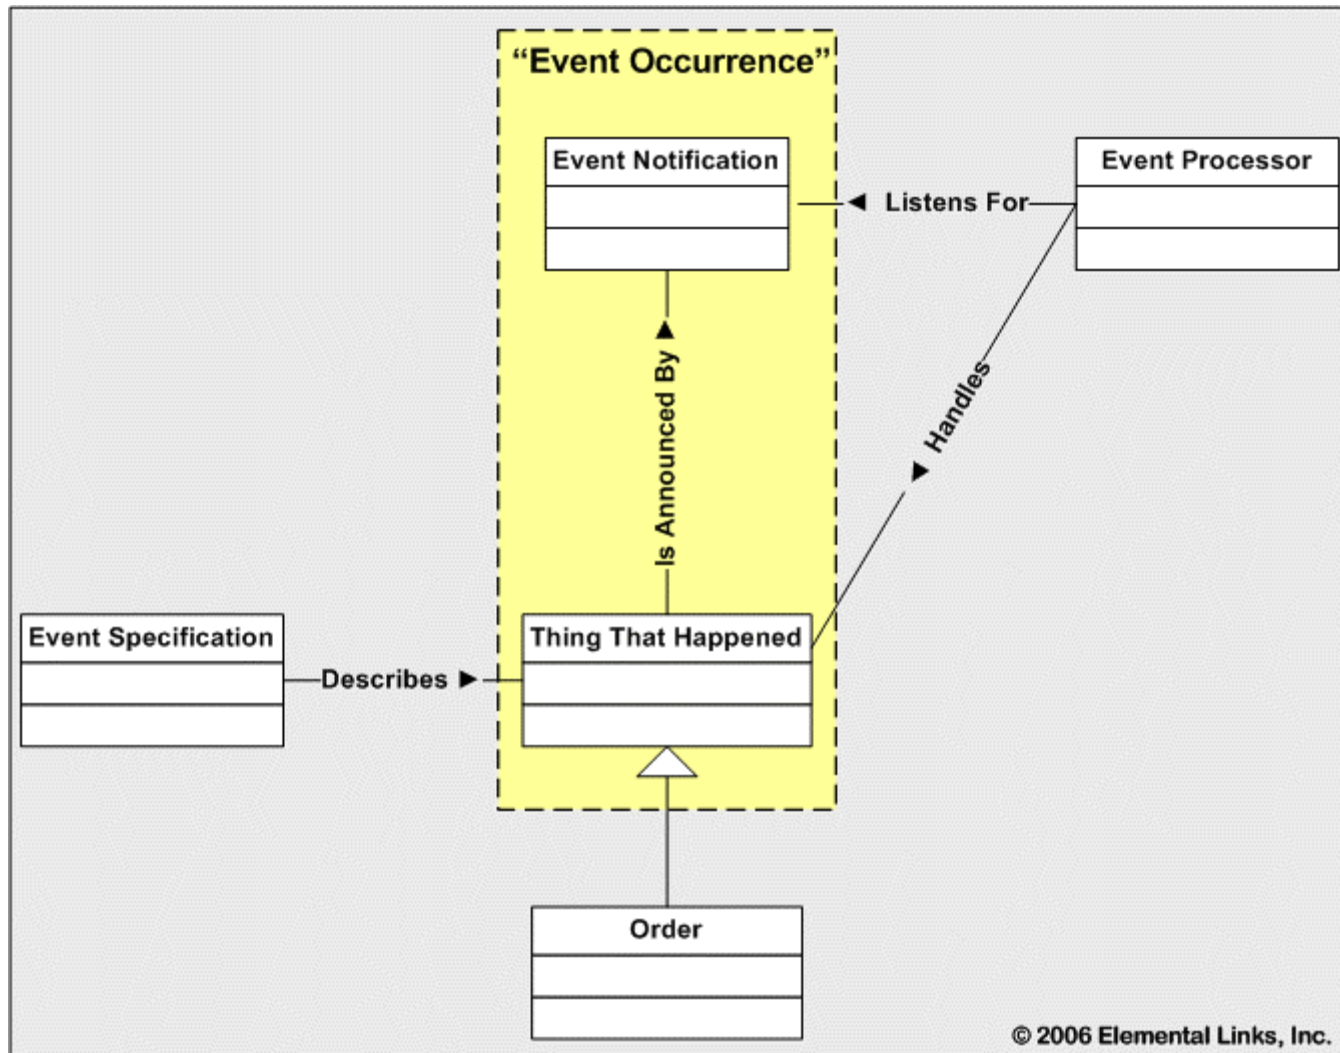 “Event Occurrence”
Event Notification
Event Processor
Listens For
Is Announced By
Handles
Event Specification
Describes
Thing That Happened
Order
© 2006 Elemental Links, Inc.